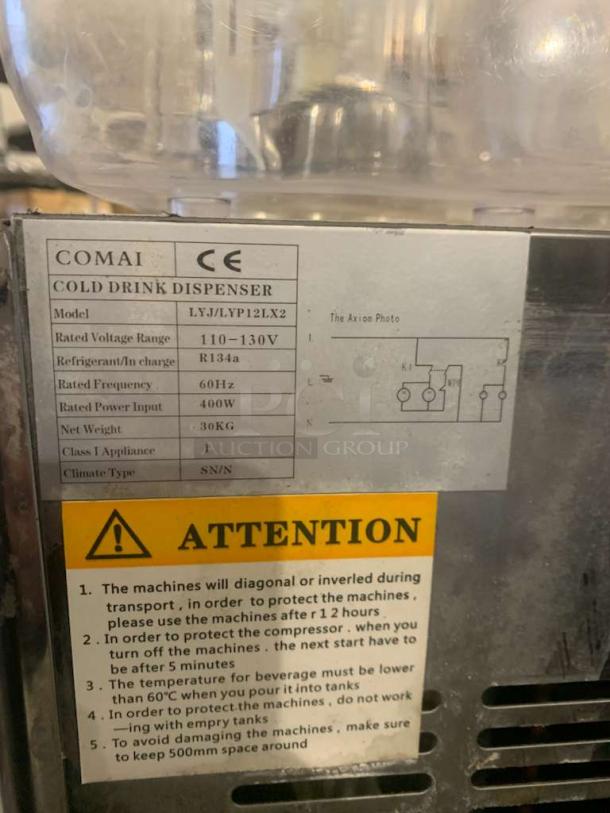 COMAI CE
COLD DRINK DISPENSER
Model LYJ/LYP12LX2
Rated Voltage Range 110-130V
Refrigerant/In charge R134a
Rated Frequency 60Hz
Rated Power Input 400W
Net Weight 30KG
Class I Appliance I
Climate Type SN/N
The Axion Photo
L
K1
E
N
PCI
AUCTION GROUP
ATTENTION
1. The machines will diagonal or inverled during
transport , in order to protect the machines ,
please use the machines afte r 1 2 hours .
2 . In order to protect the compressor . when you
turn off the machines . the next start have to
be after 5 minutes
3 . The temperature for beverage must be lower
than 60℃ when you pour it into tanks
4 . In order to protect the machines , do not work
—ing with empry tanks
5 . To avoid damaging the machines , make sure
to keep 500mm space around